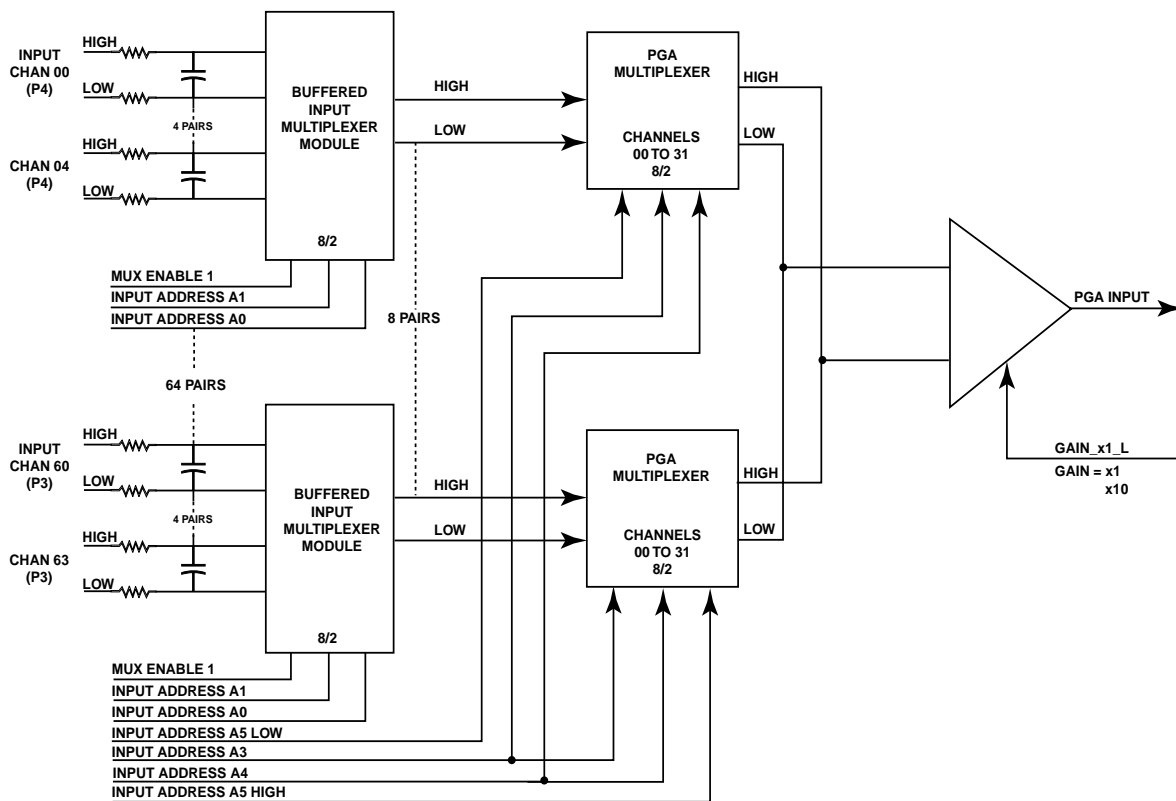 INPUT
CHAN 00
(P4)
HIGH
LOW
4 PAIRS
CHAN 04
(P4)
HIGH
LOW
BUFFERED
INPUT
MULTIPLEXER
MODULE
8/2
MUX ENABLE 1
INPUT ADDRESS A1
INPUT ADDRESS A0
HIGH
LOW
PGA
MULTIPLEXER
CHANNELS
00 TO 31
8/2
HIGH
LOW
8 PAIRS
64 PAIRS
PGA INPUT
GAIN_x1_L
GAIN = x1
x10
INPUT
CHAN 60
(P3)
HIGH
LOW
4 PAIRS
CHAN 63
(P3)
HIGH
LOW
BUFFERED
INPUT
MULTIPLEXER
MODULE
8/2
HIGH
LOW
PGA
MULTIPLEXER
CHANNELS
00 TO 31
8/2
HIGH
LOW
MUX ENABLE 1
INPUT ADDRESS A1
INPUT ADDRESS A0
INPUT ADDRESS A5 LOW
INPUT ADDRESS A3
INPUT ADDRESS A4
INPUT ADDRESS A5 HIGH